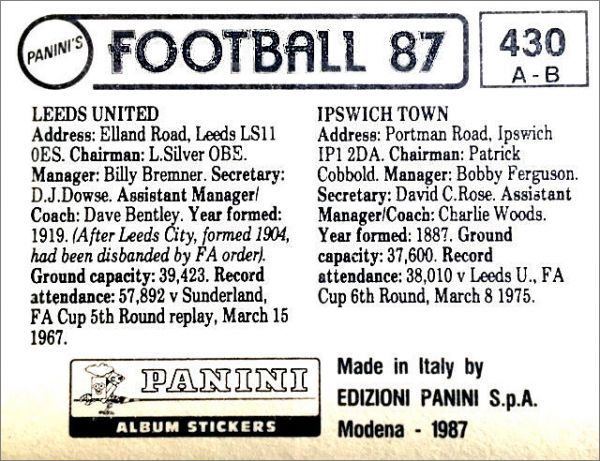 PANINI'S
FOOTBALL 87
430
A-B
LEEDS UNITED
Address: Elland Road, Leeds LS11
0ES. Chairman: L.Silver OBE.
Manager: Billy Bremner. Secretary:
D.J.Dowse. Assistant Manager/
Coach: Dave Bentley. Year formed:
1919. (After Leeds City, formed 1904,
had been disbanded by FA order).
Ground capacity: 39,423. Record
attendance: 57,892 v Sunderland,
FA Cup 5th Round replay, March 15
1967.
IPSWICH TOWN
Address: Portman Road, Ipswich
IP1 2DA. Chairman: Patrick
Cobbold. Manager: Bobby Ferguson.
Secretary: David C.Rose. Assistant
Manager/Coach: Charlie Woods.
Year formed: 1887. Ground
capacity: 37,600. Record
attendance: 38,010 v Leeds U., FA
Cup 6th Round, March 8 1975.
PANINI
ALBUM STICKERS
Made in Italy by
EDIZIONI PANINI S.p.A.
Modena - 1987